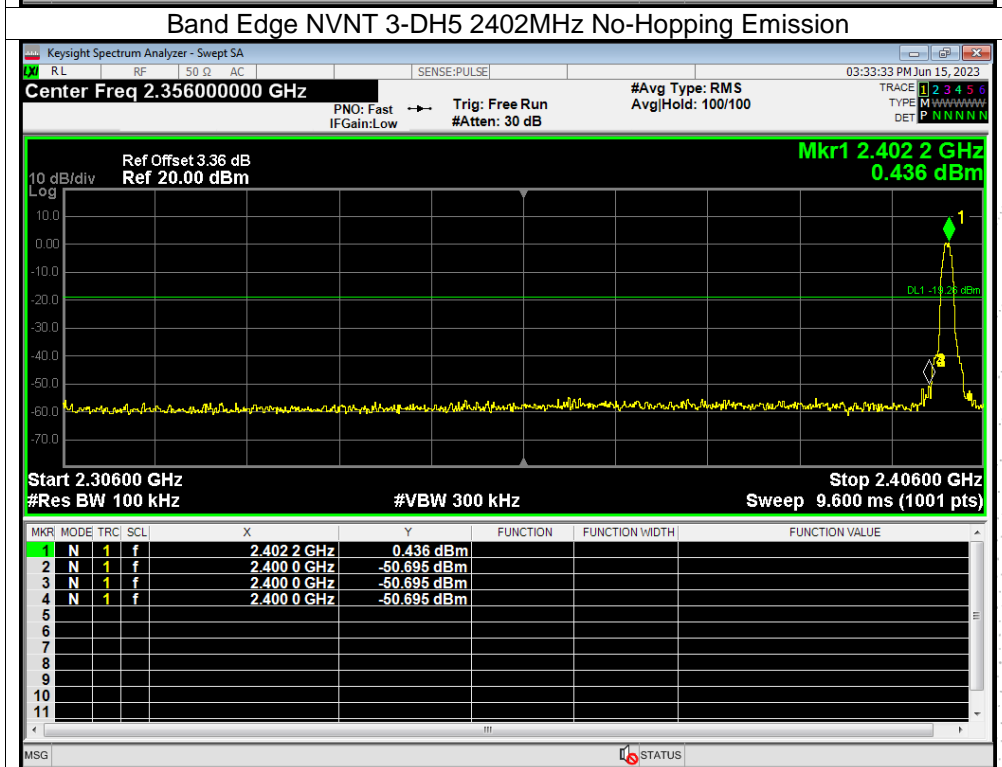 Band Edge NVNT 3-DH5 2402MHz No-Hopping Emission
Keysight Spectrum Analyzer - Swept SA
LXI RL RF 50 Ω AC SENSE:PULSE 03:33:33 PM Jun 15, 2023
Center Freq 2.356000000 GHz #Avg Type: RMS TRACE 1 2 3 4 5 6
PNO: Fast Trig: Free Run Avg|Hold: 100/100 TYPE M WWWWW
IFGain:Low #Atten: 30 dB DET P N N N N N
Mkr1 2.402 2 GHz
Ref Offset 3.36 dB
10 dB/div Ref 20.00 dBm 0.436 dBm
Log
10.0
1
0.00
-10.0
DL1 -19.26 dBm
-20.0
-30.0
-40.0
-50.0
-60.0
-70.0
Start 2.30600 GHz Stop 2.40600 GHz
#Res BW 100 kHz #VBW 300 kHz Sweep 9.600 ms (1001 pts)
MKR MODE TRC SCL X Y FUNCTION FUNCTION WIDTH FUNCTION VALUE
1 N 1 f 2.402 2 GHz 0.436 dBm
2 N 1 f 2.400 0 GHz -50.695 dBm
3 N 1 f 2.400 0 GHz -50.695 dBm
4 N 1 f 2.400 0 GHz -50.695 dBm
5
6
7
8
9
10
11
MSG STATUS